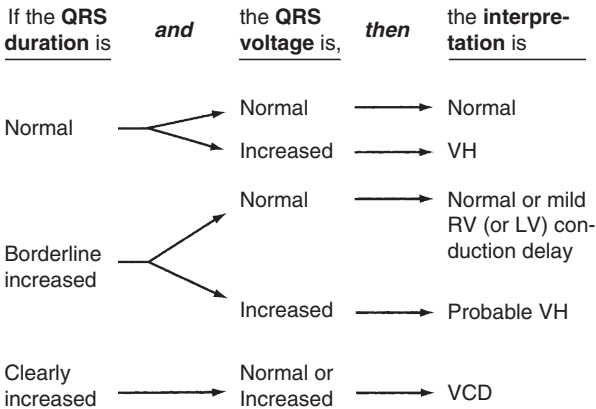 If the QRS and the QRS then the interpre-
duration is voltage is, tation is
Normal Normal Normal
Increased VH
Normal Normal or mild
RV (or LV) con-
duction delay
Borderline
increased
Increased Probable VH
Clearly Normal or
increased Increased VCD